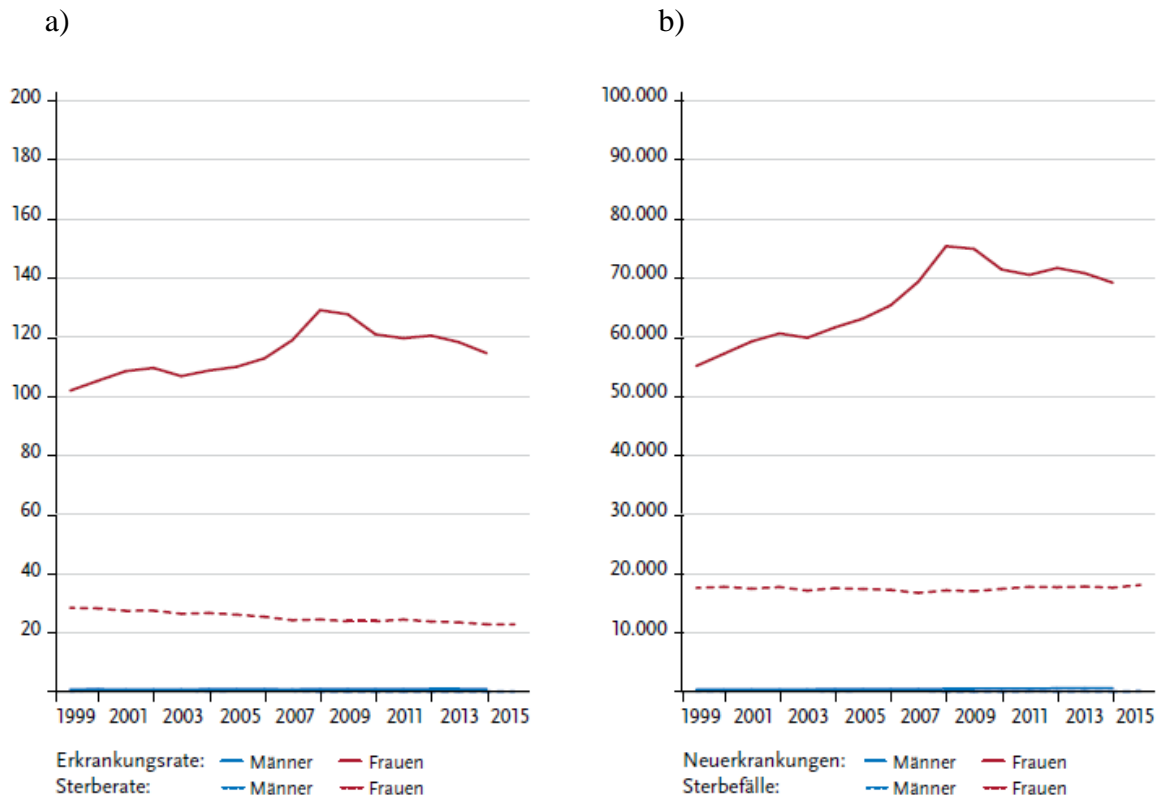 a)
b)
200
180
160
140
120
100
80
60
40
20
1999 2001 2003 2005 2007 2009 2011 2013 2015
Erkrankungsrate: Männer Frauen
Sterberate: Männer Frauen
100.000
90.000
80.000
70.000
60.000
50.000
40.000
30.000
20.000
10.000
1999 2001 2003 2005 2007 2009 2011 2013 2015
Neuerkrankungen: Männer Frauen
Sterbefälle: Männer Frauen